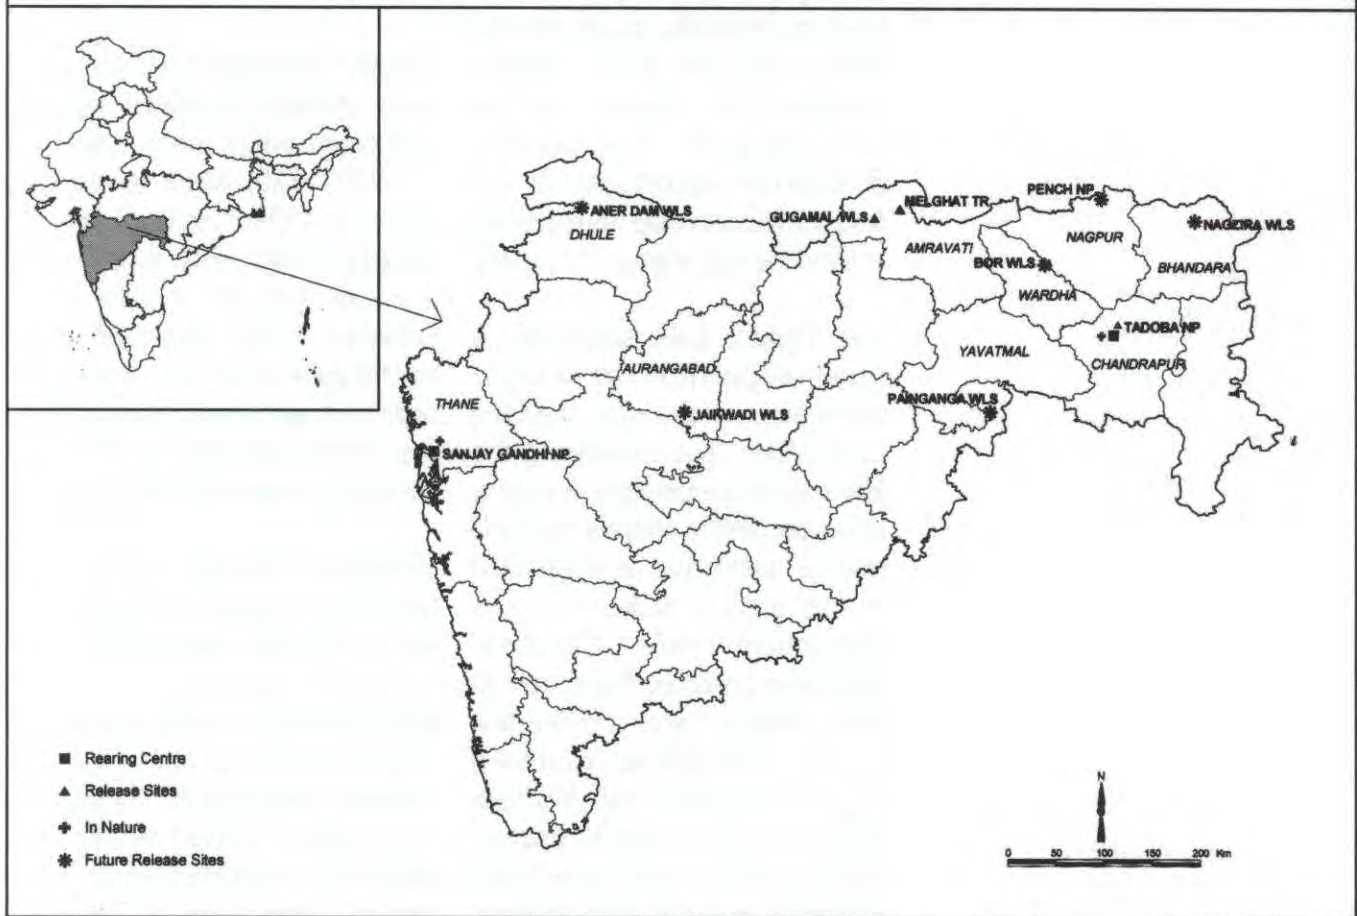 PENCH NP
MELGHAT TR
ANER DAM WLS
GUGAMAL WLS
NAGZIRA WLS
DHULE
AMRAVATI
NAGPUR
BOR WLS
BHANDARA
WARDHA
TADOBA NP
YAVATMAL
CHANDRAPUR
AURANGABAD
PAINGANGA WLS
THANE
JAIKWADI WLS
SANJAY GANDHI NP
Rearing Centre
Release Sites
In Nature
Future Release Sites
N
0 50 100 150 200 Km